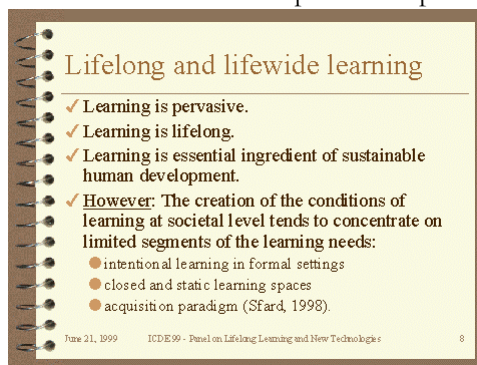 Lifelong and lifewide learning
Learning is pervasive.
Learning is lifelong.
Learning is essential ingredient of sustainable
human development.
However: The creation of the conditions of
learning at societal level tends to concentrate on
limited segments of the learning needs:
intentional learning in formal settings
closed and static learning spaces
acquisition paradigm (Sfard, 1998).
June 21, 1999 ICDE99 - Panel on Lifelong Learning and New Technologies 8